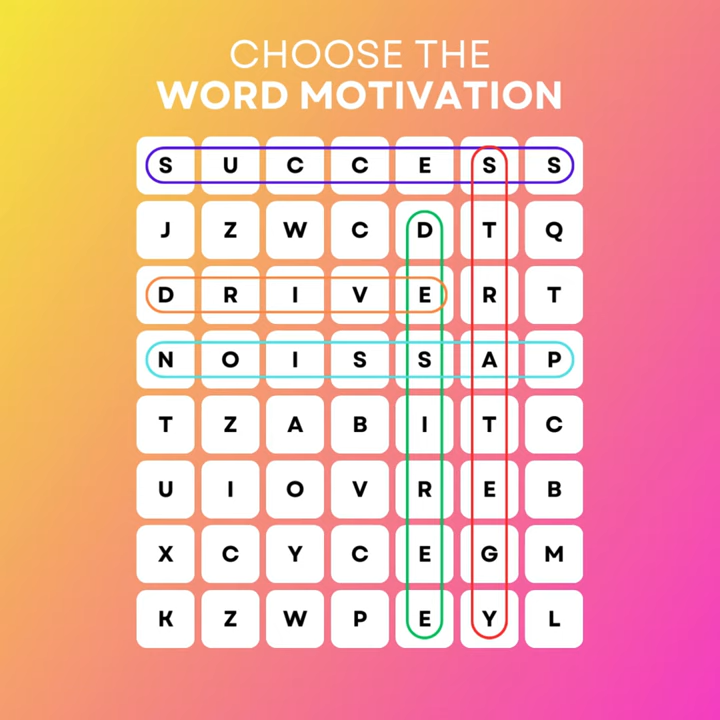 CHOOSE THE
WORD MOTIVATION
S U C C E S S
J Z W C D T Q
D R I V E R T
N O I S S A P
T Z A B I T C
U I O V R E B
X C Y C E G M
K Z W P E Y L